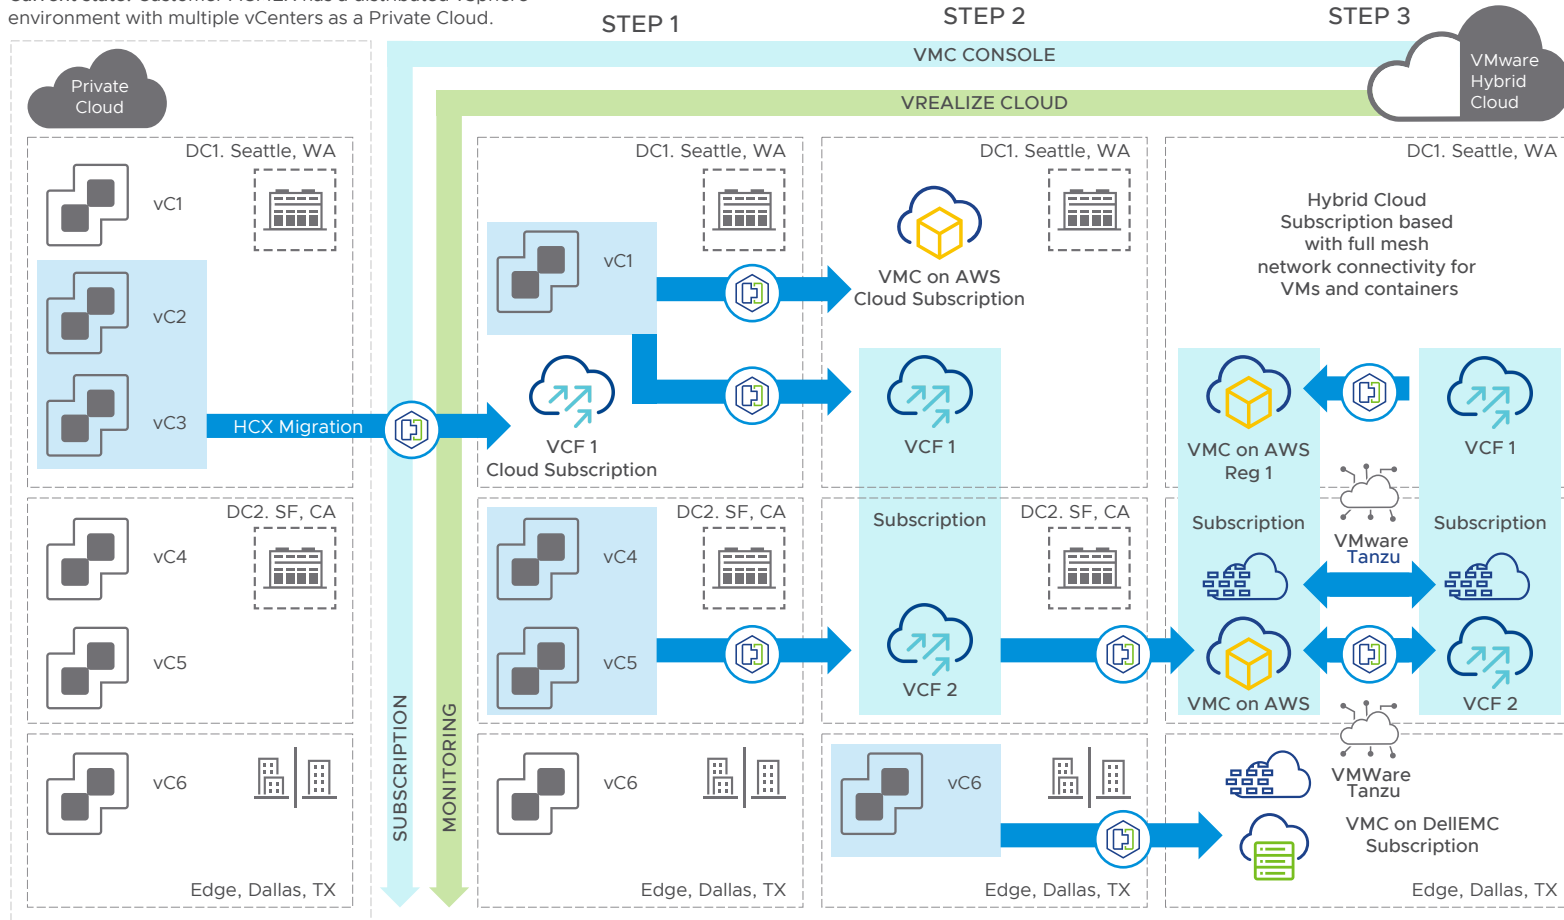 environment with multiple vCenters as a Private Cloud.
STEP 1
STEP 2
STEP 3
VMC CONSOLE
VREALIZE CLOUD
VMware
Hybrid
Cloud
Private
Cloud
SUBSCRIPTION
MONITORING
DC1. Seattle, WA
vC1
vC2
vC3
HCX Migration
DC2. SF, CA
vC4
vC5
vC6
Edge, Dallas, TX
DC1. Seattle, WA
vC1
VCF 1
Cloud Subscription
DC2. SF, CA
vC4
vC5
vC6
Edge, Dallas, TX
DC1. Seattle, WA
VMC on AWS
Cloud Subscription
VCF 1
Subscription
DC2. SF, CA
VCF 2
vC6
Edge, Dallas, TX
DC1. Seattle, WA
Hybrid Cloud
Subscription based
with full mesh
network connectivity for
VMs and containers
VMC on AWS
Reg 1
VCF 1
Subscription
VMware
Tanzu
Subscription
VMC on AWS
VCF 2
VMWare
Tanzu
VMC on DellEMC
Subscription
Edge, Dallas, TX